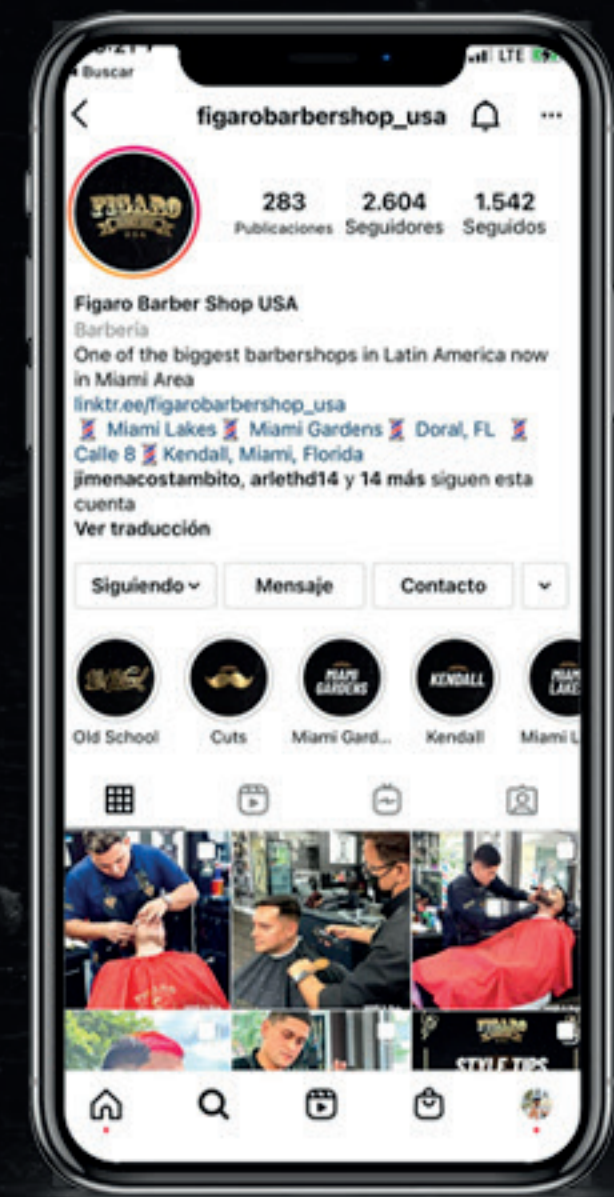 Buscar
LTE
figarobarbershop_usa
FIGARO
283 2.604 1.542
Publicaciones Seguidores Seguidos
Figaro Barber Shop USA
Barbería
One of the biggest barbershops in Latin America now
in Miami Area
linktr.ee/figarobarbershop_usa
Miami Lakes Miami Gardens Doral, FL
Calle 8 Kendall, Miami, Florida
jimenacostambito, arlethd14 y 14 más siguen esta
cuenta
Ver traducción
Siguiendo Mensaje Contacto
MIAMI
GARDENS
KENDALL
Old School Cuts Miami Gard... Kendall Miami L
FIGARO
FIGARO
STYLE TIPS